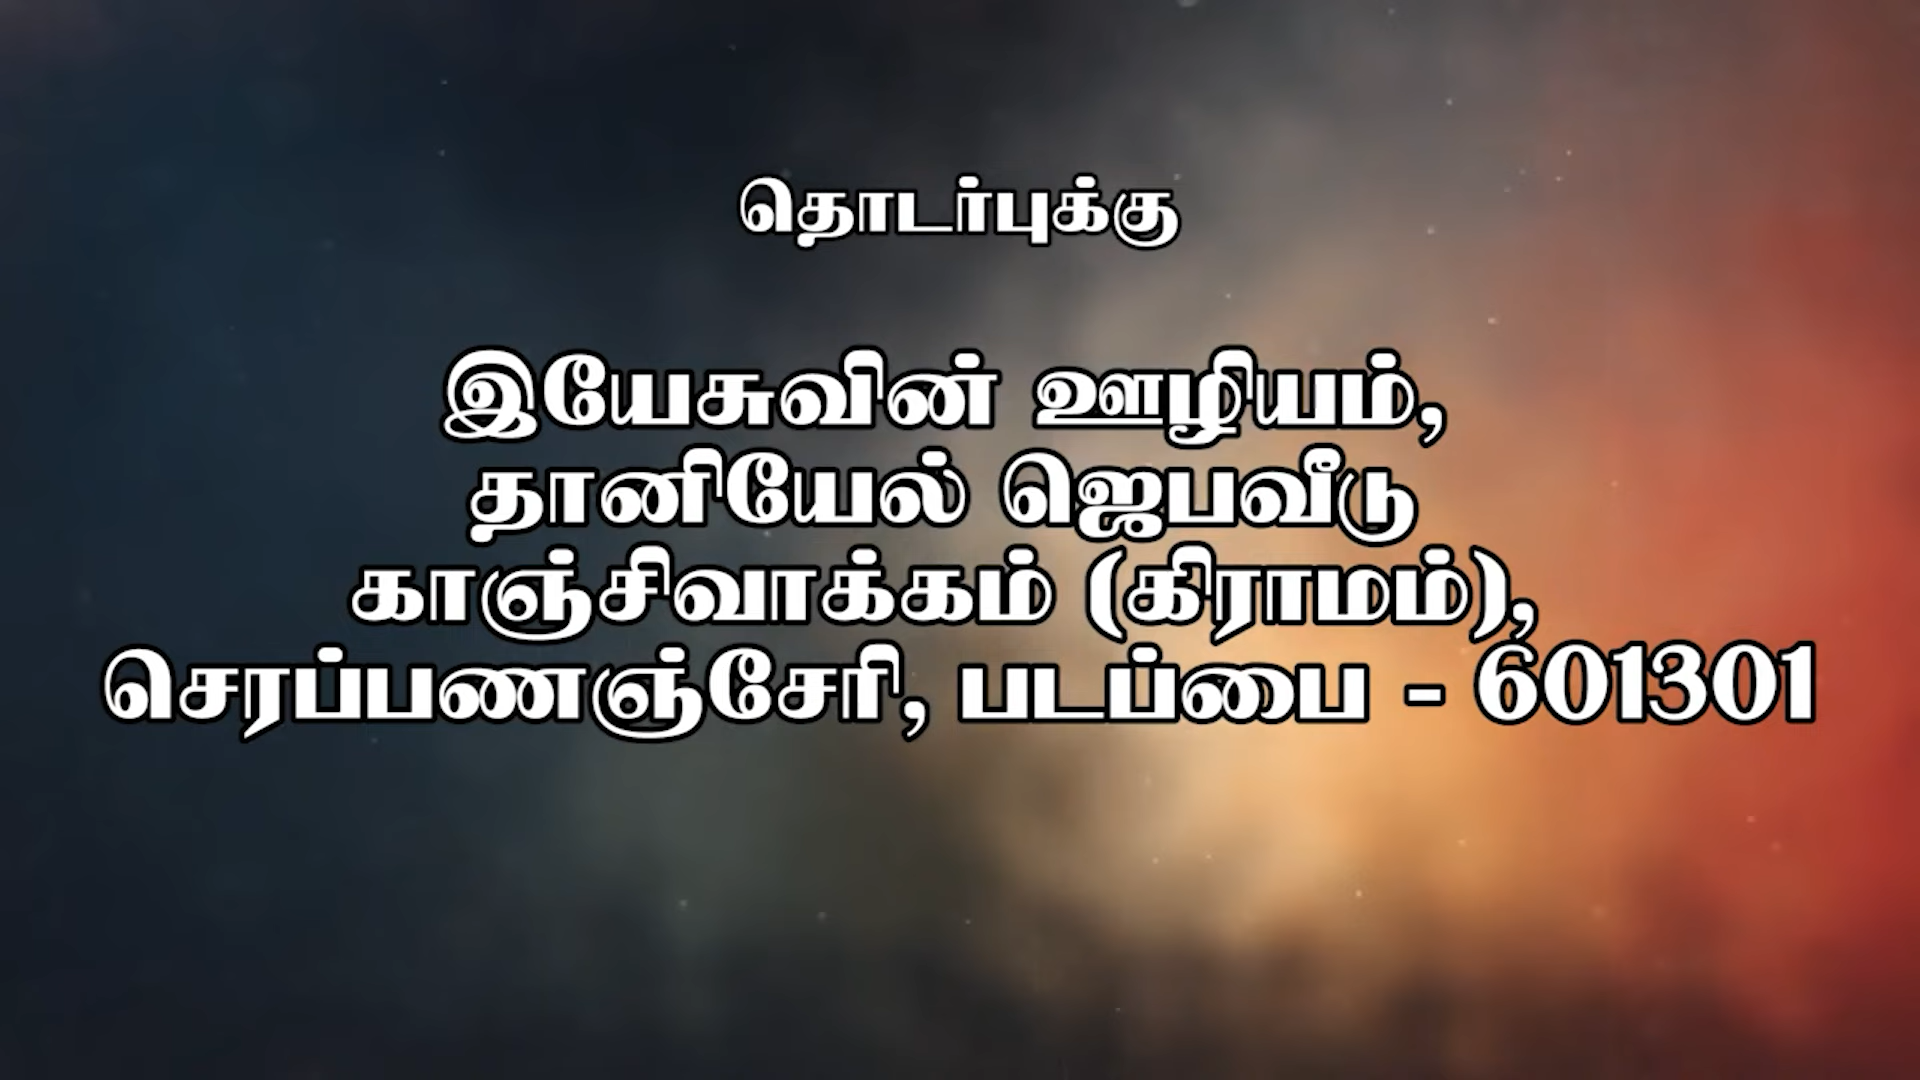 தொடர்புக்கு
இயேசுவின் ஊழியம்,
தானியேல் ஜெபவீடு
காஞ்சிவாக்கம் (கிராமம்),
செரப்பணஞ்சேரி, படப்பை - 601301